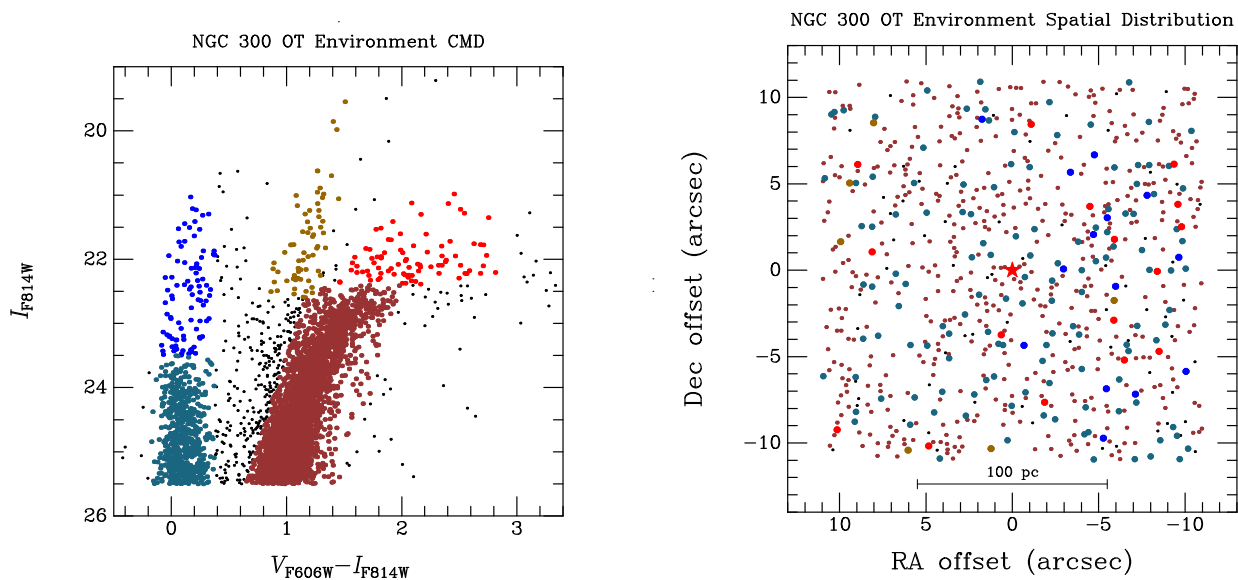 NGC 300 OT Environment CMD
I_F814W
20
22
24
26
0
1
2
3
V_F606W−I_F814W
NGC 300 OT Environment Spatial Distribution
Dec offset (arcsec)
10
5
0
−5
−10
100 pc
10
5
0
−5
−10
RA offset (arcsec)